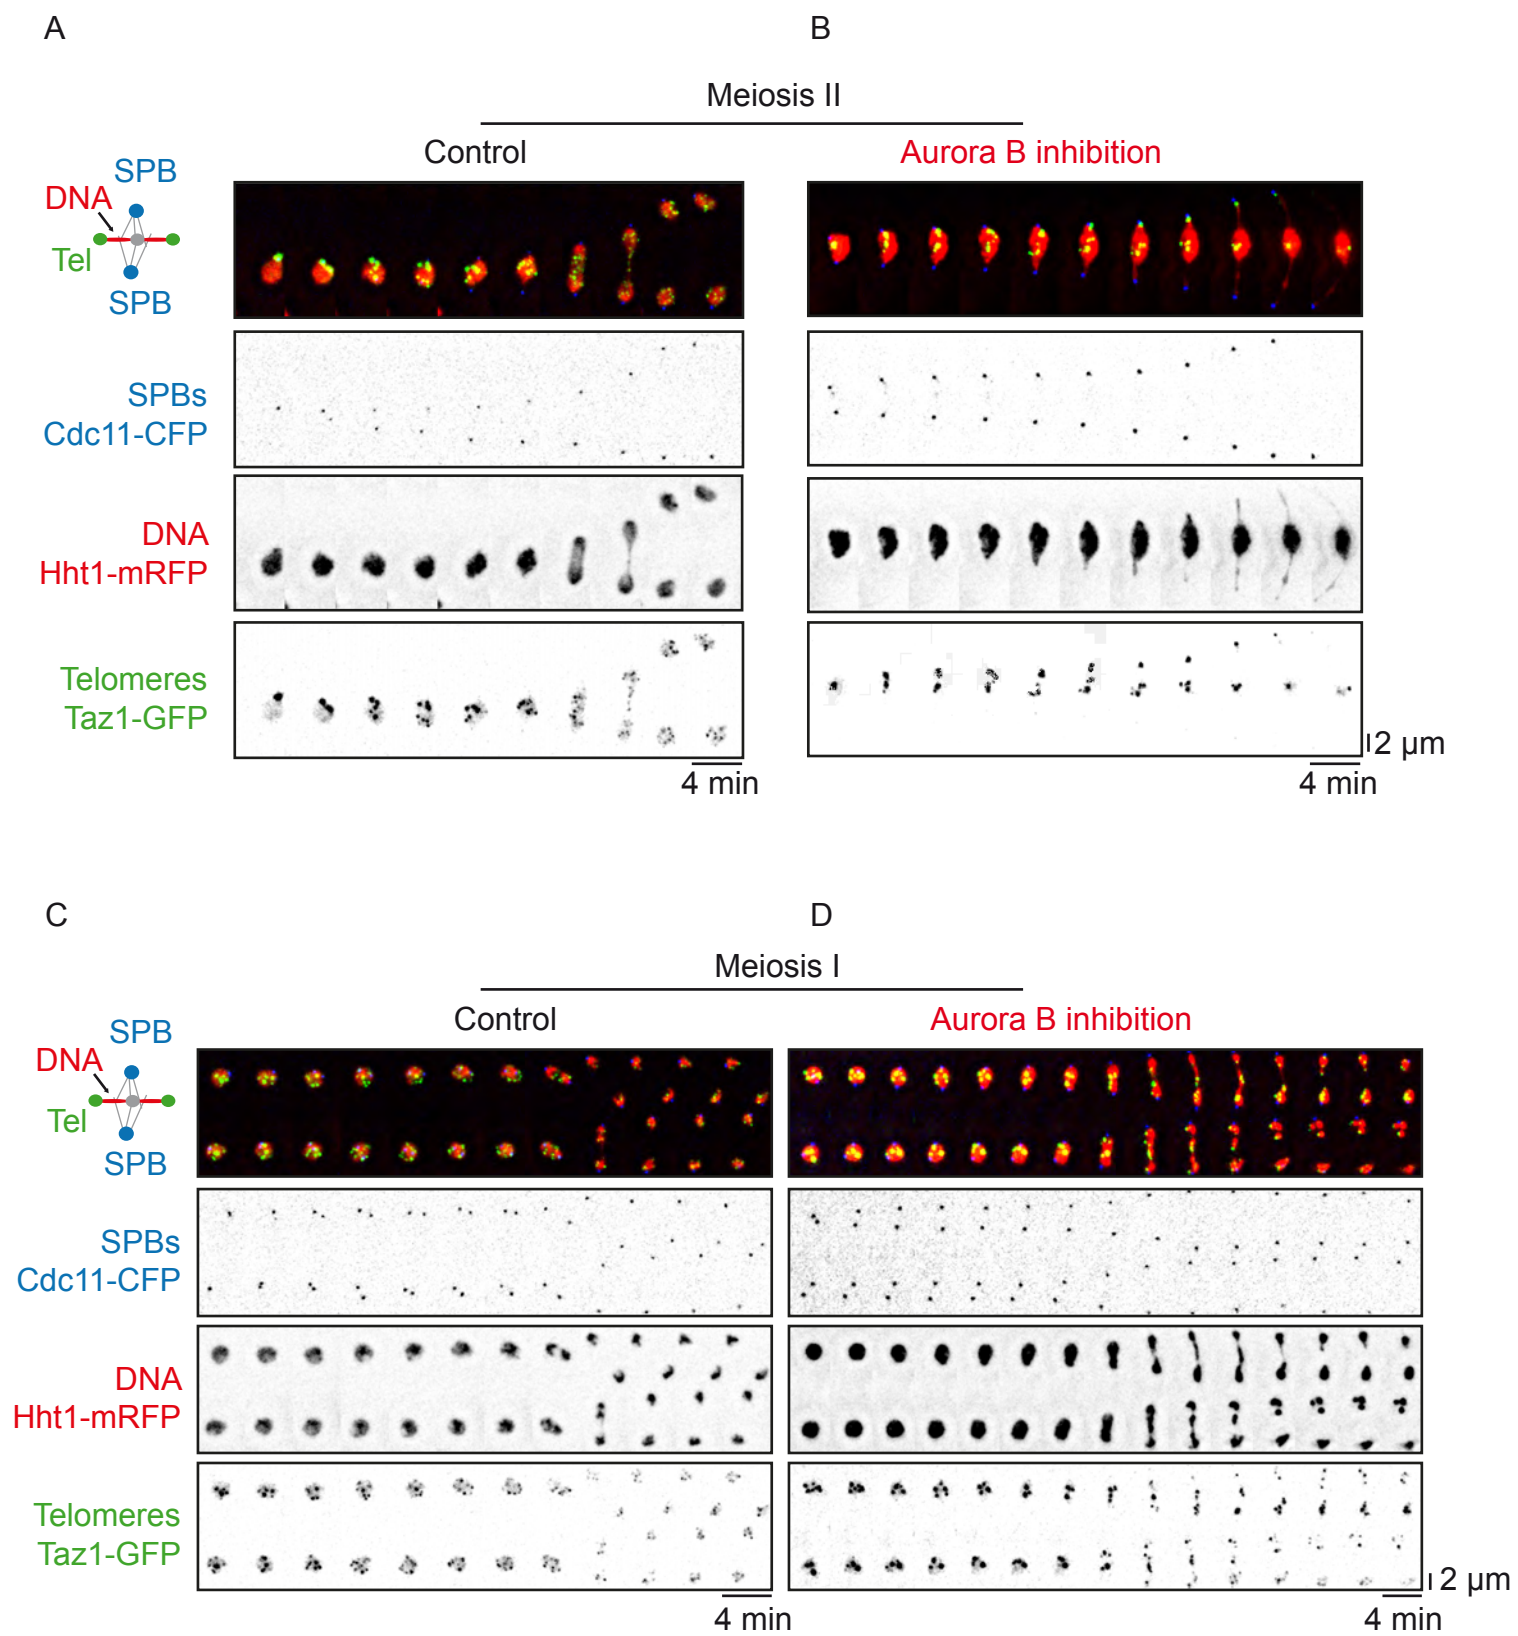 A
B
Meiosis II
Control
Aurora B inhibition
SPB
DNA
Tel
SPB
SPBs
Cdc11-CFP
DNA
Hht1-mRFP
Telomeres
Taz1-GFP
2 μm
4 min
4 min
C
D
Meiosis I
Control
Aurora B inhibition
SPB
DNA
Tel
SPB
SPBs
Cdc11-CFP
DNA
Hht1-mRFP
Telomeres
Taz1-GFP
2 μm
4 min
4 min